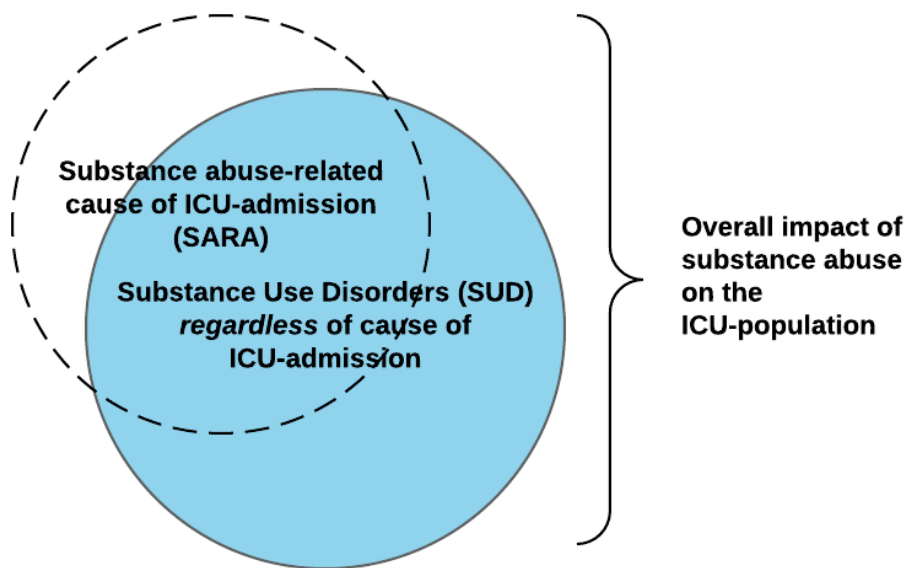 Substance abuse-related
cause of ICU-admission
(SARA)
Substance Use Disorders (SUD)
regardless of cause of
ICU-admission
Overall impact of
substance abuse
on the
ICU-population